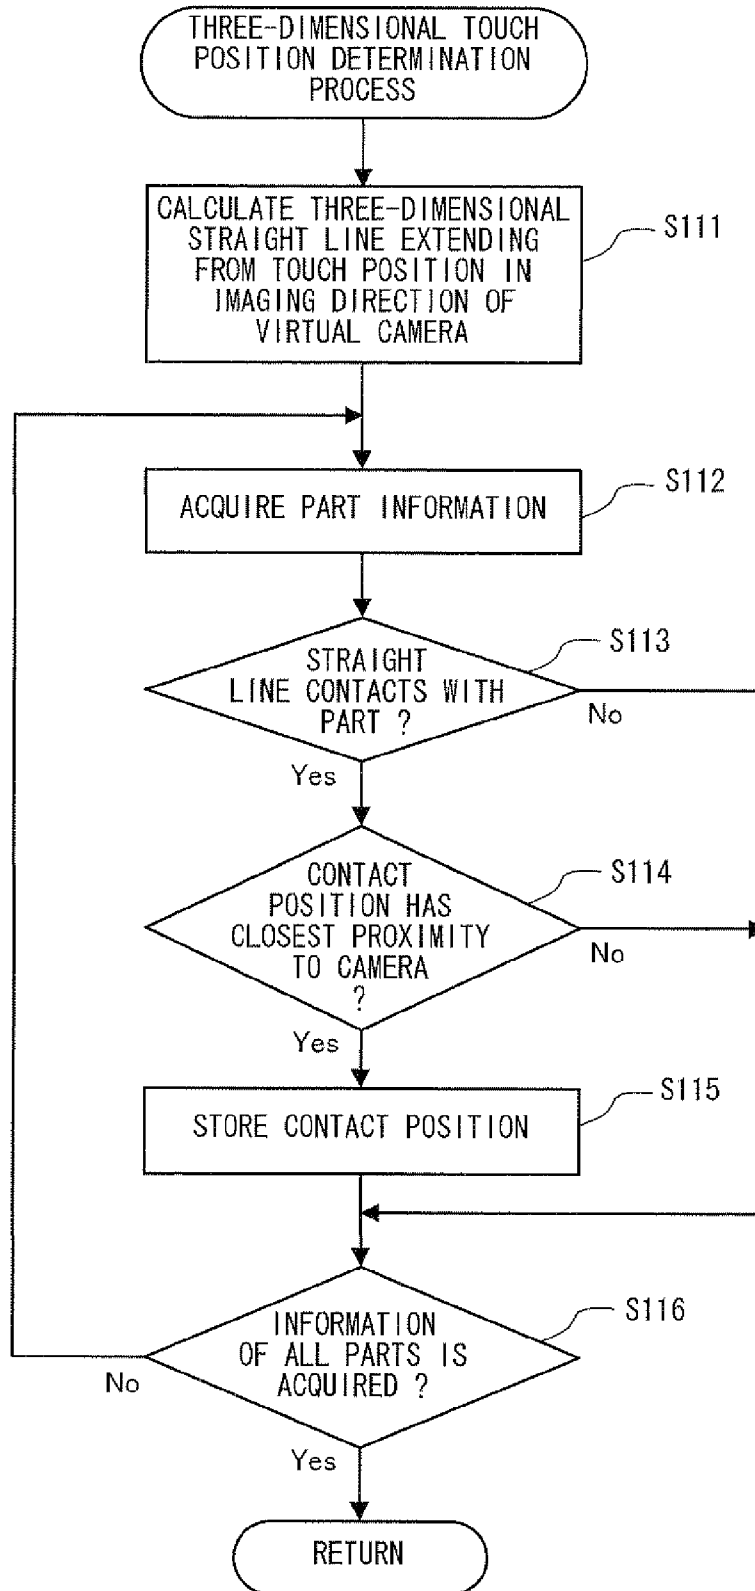 THREE-DIMENSIONAL TOUCH
POSITION DETERMINATION
PROCESS
CALCULATE THREE-DIMENSIONAL
STRAIGHT LINE EXTENDING
FROM TOUCH POSITION IN
IMAGING DIRECTION OF
VIRTUAL CAMERA
S111
ACQUIRE PART INFORMATION
S112
STRAIGHT
LINE CONTACTS WITH
PART ?
S113
No
Yes
CONTACT
POSITION HAS
CLOSEST PROXIMITY
TO CAMERA
?
S114
No
Yes
STORE CONTACT POSITION
S115
INFORMATION
OF ALL PARTS IS
ACQUIRED ?
S116
No
Yes
RETURN